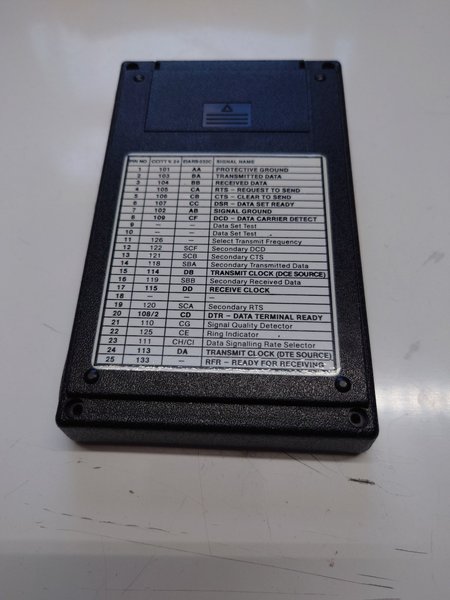 PIN NO. CCITT V. 24 EIA RS-232C SIGNAL NAME
1 101 AA PROTECTIVE GROUND
2 103 BA TRANSMITTED DATA
3 104 BB RECEIVED DATA
4 105 CA RTS – REQUEST TO SEND
5 106 CB CTS – CLEAR TO SEND
6 107 CC DSR – DATA SET READY
7 102 AB SIGNAL GROUND
8 109 CF DCD – DATA CARRIER DETECT
9 – – Data Set Test
10 – – Data Set Test
11 126 – Select Transmit Frequency
12 122 SCF Secondary DCD
13 121 SCB Secondary CTS
14 118 SBA Secondary Transmitted Data
15 114 DB TRANSMIT CLOCK (DCE SOURCE)
16 119 SBB Secondary Received Data
17 115 DD RECEIVE CLOCK
18 – – –
19 120 SCA Secondary RTS
20 108/2 CD DTR – DATA TERMINAL READY
21 110 CG Signal Quality Detector
22 125 CE Ring Indicator
23 111 CH/CI Data Signalling Rate Selector
24 113 DA TRANSMIT CLOCK (DTE SOURCE)
25 133 – RFR – READY FOR RECEIVING